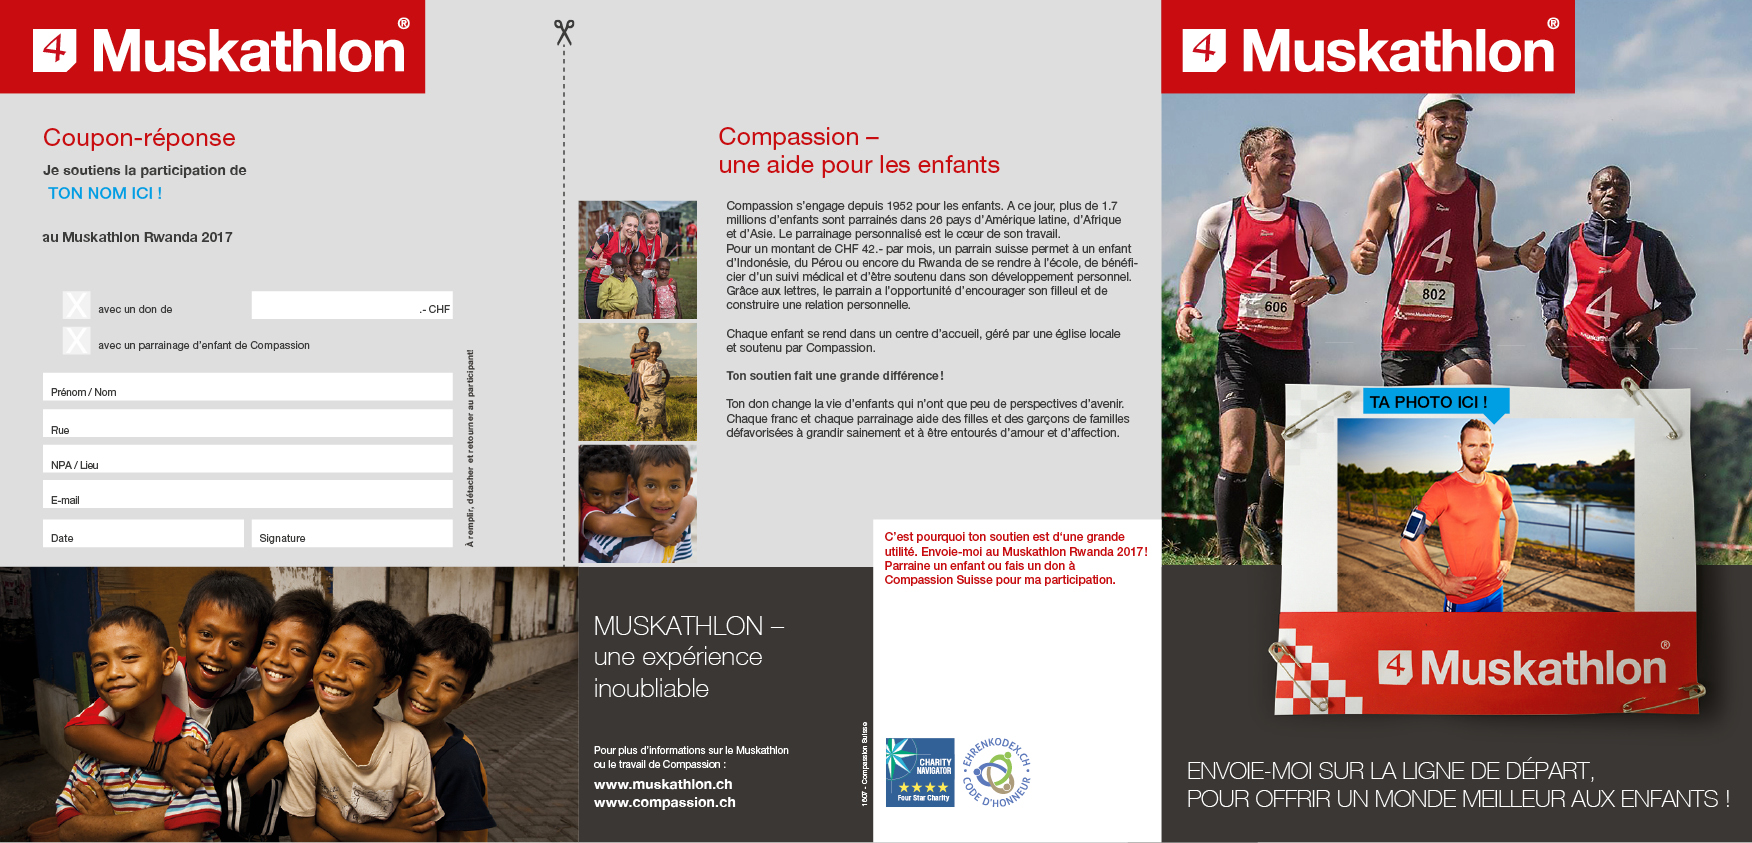 4 Muskathlon®
Coupon-réponse
Je soutiens la participation de
TON NOM ICI !
au Muskathlon Rwanda 2017
X avec un don de .- CHF
X avec un parrainage d'enfant de Compassion
Prénom / Nom
Rue
NPA / Lieu
E-mail
Date Signature
À remplir, détacher et retourner au participant!
Compassion –
une aide pour les enfants
Compassion s'engage depuis 1952 pour les enfants. A ce jour, plus de 1.7
millions d'enfants sont parrainés dans 26 pays d'Amérique latine, d'Afrique
et d'Asie. Le parrainage personnalisé est le cœur de son travail.
Pour un montant de CHF 42.- par mois, un parrain suisse permet à un enfant
d'Indonésie, du Pérou ou encore du Rwanda de se rendre à l'école, de bénéfi-
cier d'un suivi médical et d'être soutenu dans son développement personnel.
Grâce aux lettres, le parrain a l'opportunité d'encourager son filleul et de
construire une relation personnelle.
Chaque enfant se rend dans un centre d'accueil, géré par une église locale
et soutenu par Compassion.
Ton soutien fait une grande différence !
Ton don change la vie d'enfants qui n'ont que peu de perspectives d'avenir.
Chaque franc et chaque parrainage aide des filles et des garçons de familles
défavorisées à grandir sainement et à être entourés d'amour et d'affection.
MUSKATHLON –
une expérience
inoubliable
Pour plus d'informations sur le Muskathlon
ou le travail de Compassion :
www.muskathlon.ch
www.compassion.ch
1607 - Compassion Suisse
C'est pourquoi ton soutien est d'une grande
utilité. Envoie-moi au Muskathlon Rwanda 2017 !
Parraine un enfant ou fais un don à
Compassion Suisse pour ma participation.
CHARITY
NAVIGATOR
Four Star Charity
EHRENKODEX.CH
CODE D'HONNEUR
4 Muskathlon®
4
4
4
606
802
TA PHOTO ICI !
4 Muskathlon®
ENVOIE-MOI SUR LA LIGNE DE DÉPART,
POUR OFFRIR UN MONDE MEILLEUR AUX ENFANTS !